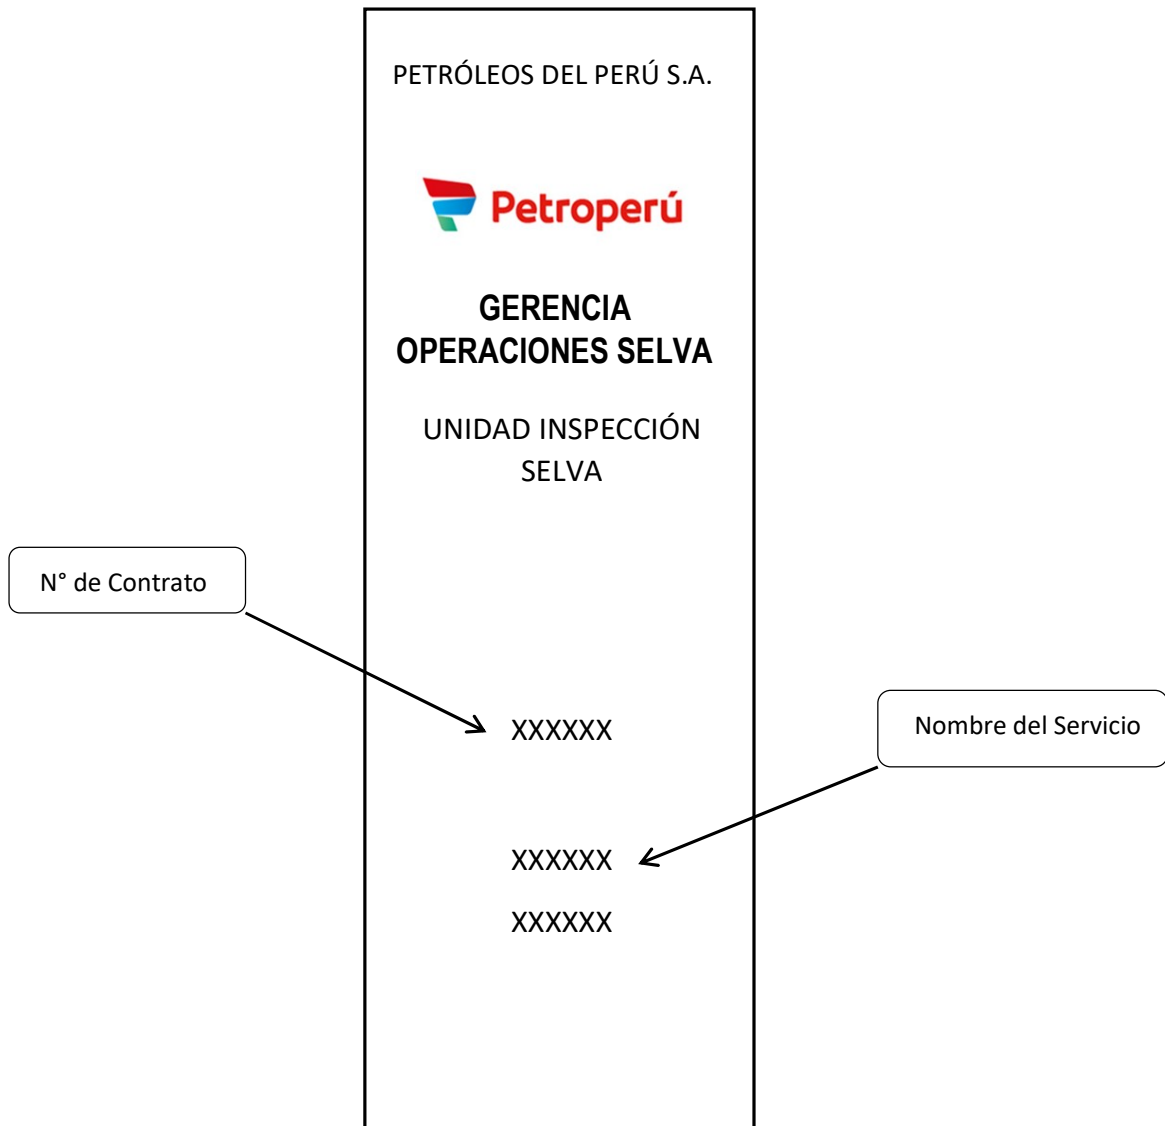 PETRÓLEOS DEL PERÚ S.A.
Petroperú
GERENCIA
OPERACIONES SELVA
UNIDAD INSPECCIÓN
SELVA
N° de Contrato
XXXXXX
Nombre del Servicio
XXXXXX
XXXXXX